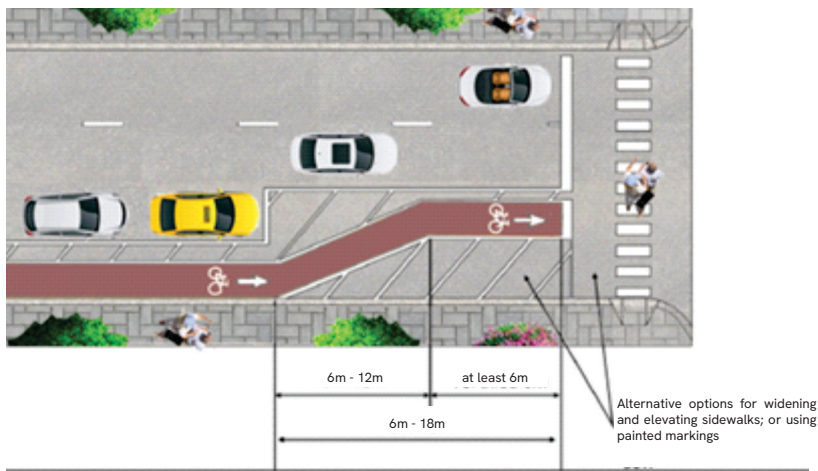 6m - 12m
at least 6m
6m - 18m
Alternative options for widening
and elevating sidewalks; or using
painted markings